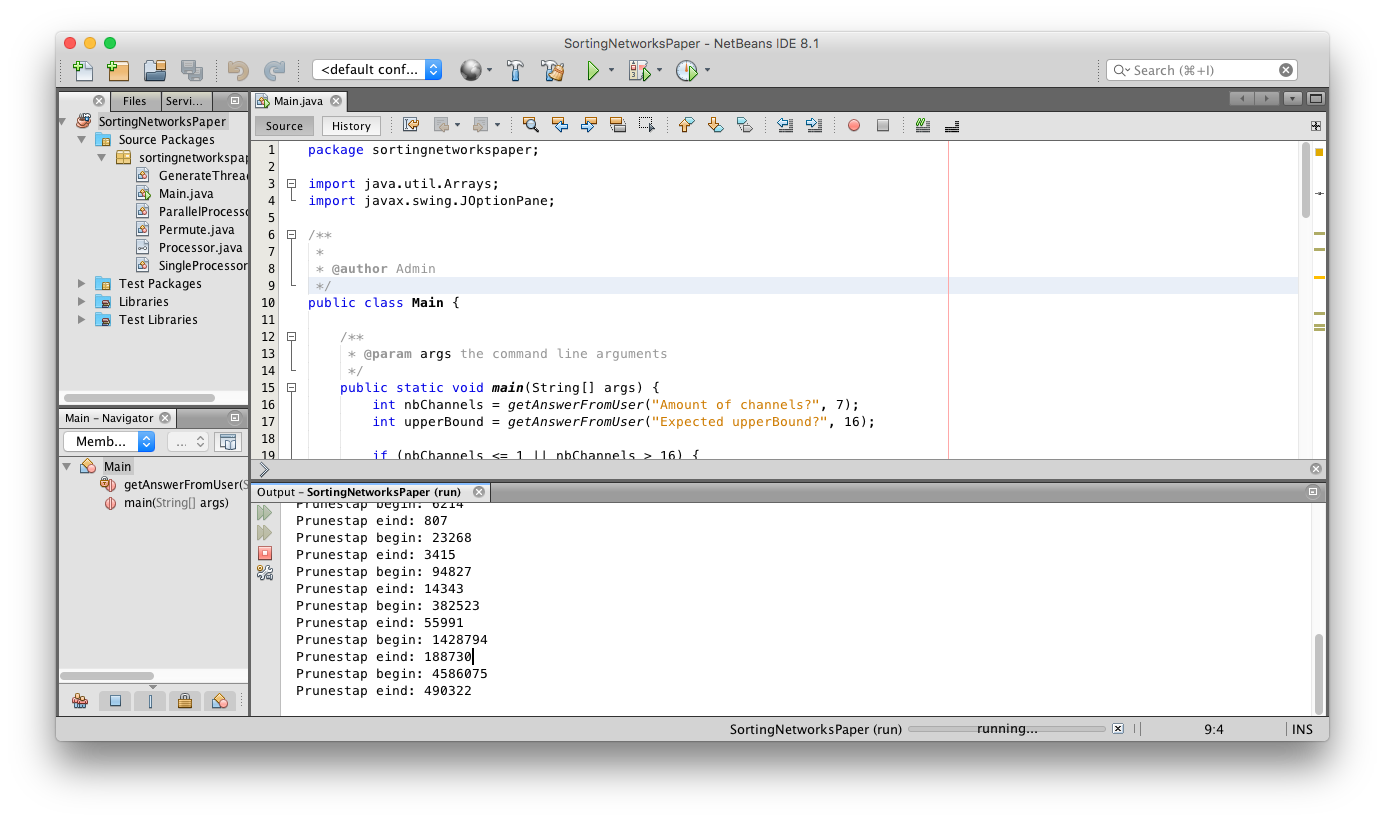 SortingNetworksPaper - NetBeans IDE 8.1
<default conf...
Search (⌘+I)
Files
Servi...
SortingNetworksPaper
Source Packages
sortingnetworkspap
GenerateThrea
Main.java
ParallelProcesso
Permute.java
Processor.java
SingleProcessor
Test Packages
Libraries
Test Libraries
Main – Navigator
Memb...
...
Main
getAnswerFromUser(S
main(String[] args)
Main.java
Source
History
1 package sortingnetworkspaper;
2
3 import java.util.Arrays;
4 import javax.swing.JOptionPane;
5
6 /**
7 *
8 * @author Admin
9 */
10 public class Main {
11
12 /**
13 * @param args the command line arguments
14 */
15 public static void main(String[] args) {
16 int nbChannels = getAnswerFromUser("Amount of channels?", 7);
17 int upperBound = getAnswerFromUser("Expected upperBound?", 16);
18
19 if (nbChannels <= 1 || nbChannels > 16) {
Output – SortingNetworksPaper (run)
Prunestap begin: 6214
Prunestap eind: 807
Prunestap begin: 23268
Prunestap eind: 3415
Prunestap begin: 94827
Prunestap eind: 14343
Prunestap begin: 382523
Prunestap eind: 55991
Prunestap begin: 1428794
Prunestap eind: 188730
Prunestap begin: 4586075
Prunestap eind: 490322
SortingNetworksPaper (run)
running...
9:4
INS